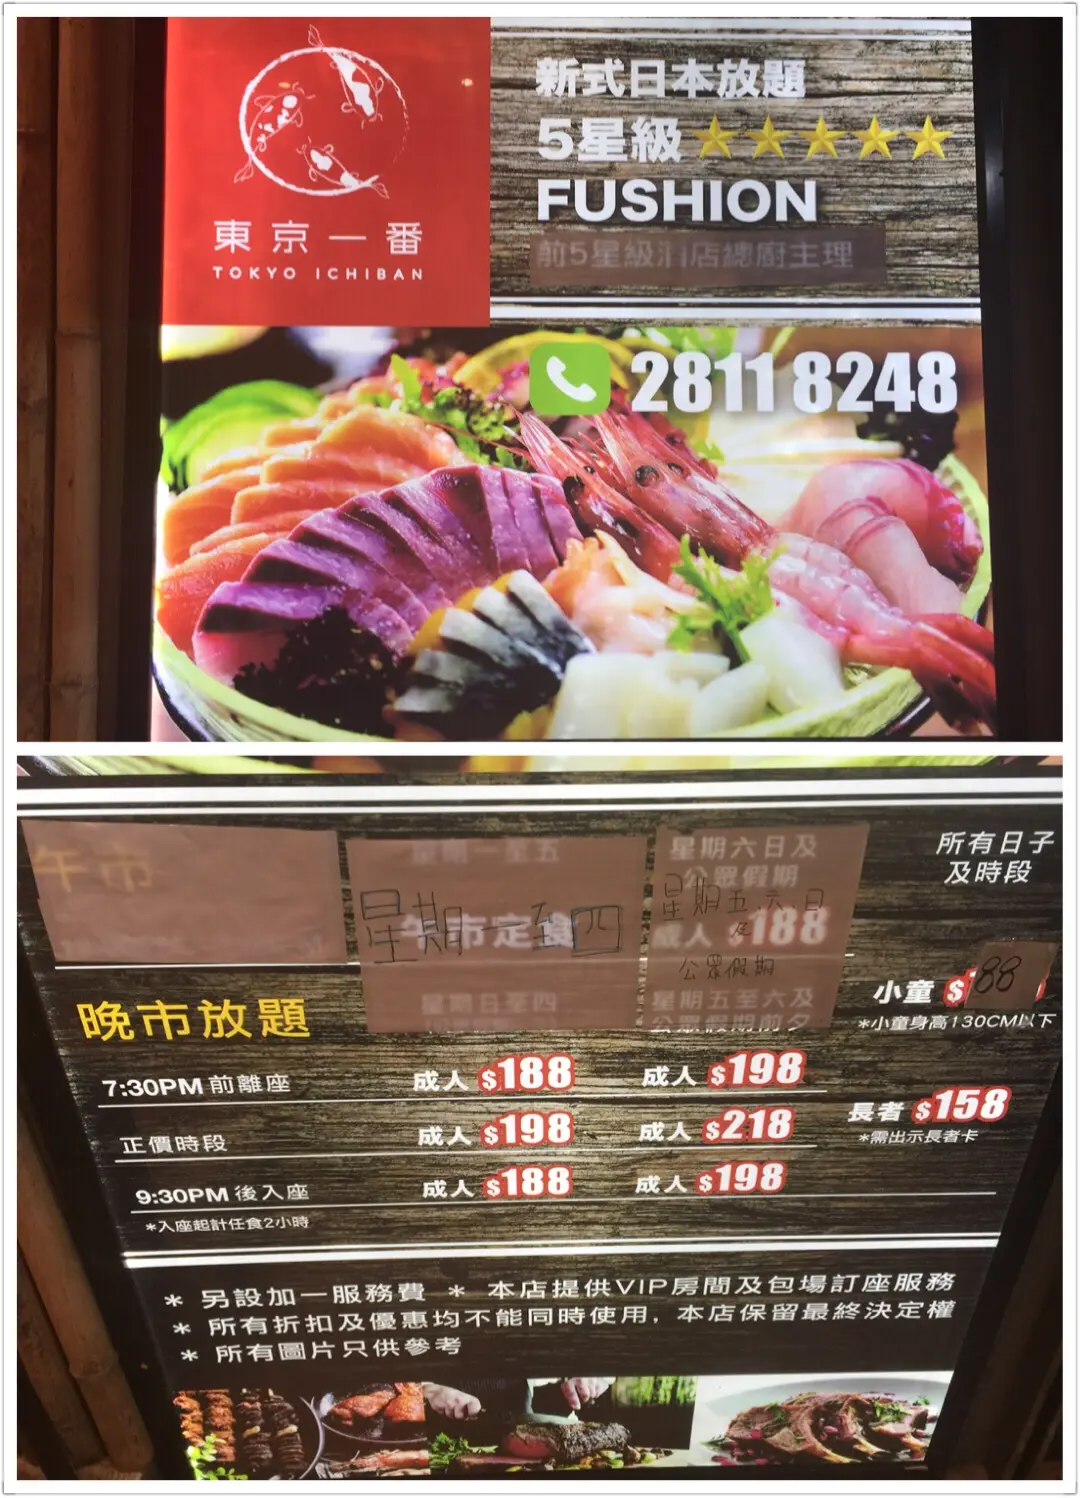 東京一番
TOKYO ICHIBAN
新式日本放題
5星級
FUSHION
前5星級酒店總廚主理
2811 8248
午市
星期一至五
午市定食
星期日至四
星期一至四
星期六日及
公眾假期
成人 $188
星期五至六及
公眾假期前夕
星期五六日
及
公眾假期
所有日子
及時段
小童 $88
*小童身高130CM以下
長者 $158
*需出示長者卡
晚市放題
7:30PM 前離座 成人 $188 成人 $198
正價時段 成人 $198 成人 $218
9:30PM 後入座 成人 $188 成人 $198
*入座起計任食2小時
* 另設加一服務費 * 本店提供VIP房間及包場訂座服務
* 所有折扣及優惠均不能同時使用, 本店保留最終決定權
* 所有圖片只供參考